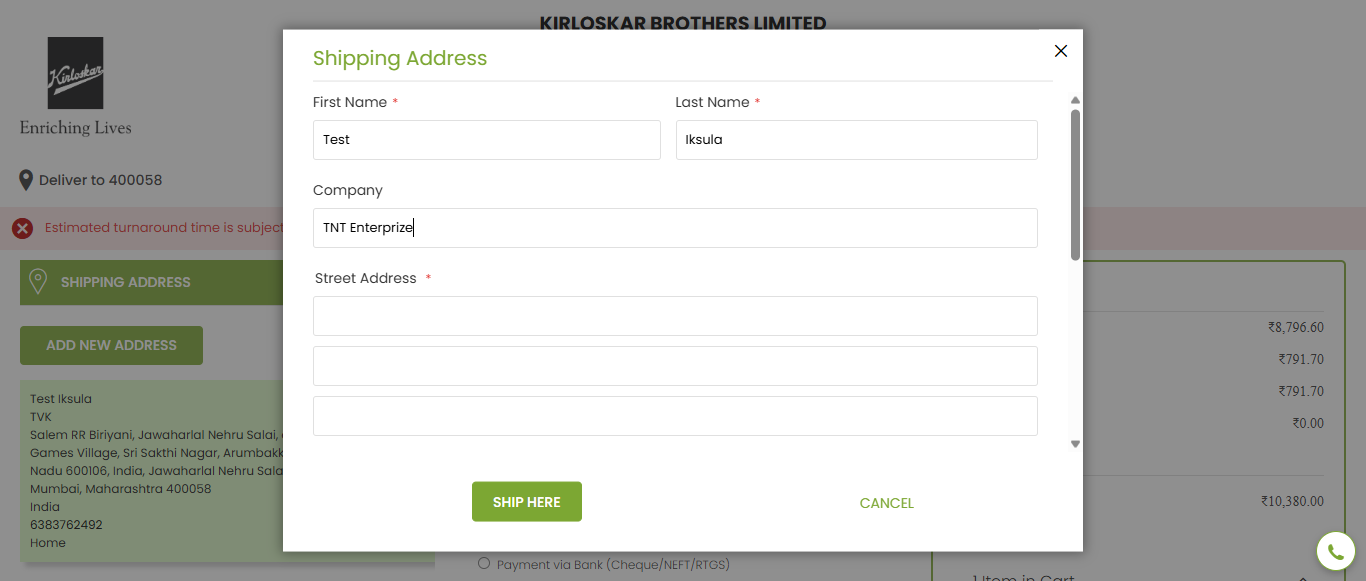 KIRLOSKAR BROTHERS LIMITED
Kirloskar
Enriching Lives
Deliver to 400058
Estimated turnaround time is subject
SHIPPING ADDRESS
ADD NEW ADDRESS
Test Iksula
TVK
Salem RR Biriyani, Jawaharlal Nehru Salai,
Games Village, Sri Sakthi Nagar, Arumbakk
Nadu 600106, India, Jawaharlal Nehru Sala
Mumbai, Maharashtra 400058
India
6383762492
Home
Shipping Address
First Name *
Last Name *
Test
Iksula
Company
TNT Enterprize
Street Address *
SHIP HERE
CANCEL
Payment via Bank (Cheque/NEFT/RTGS)
₹8,796.60
₹791.70
₹791.70
₹0.00
₹10,380.00
1 Item in Cart